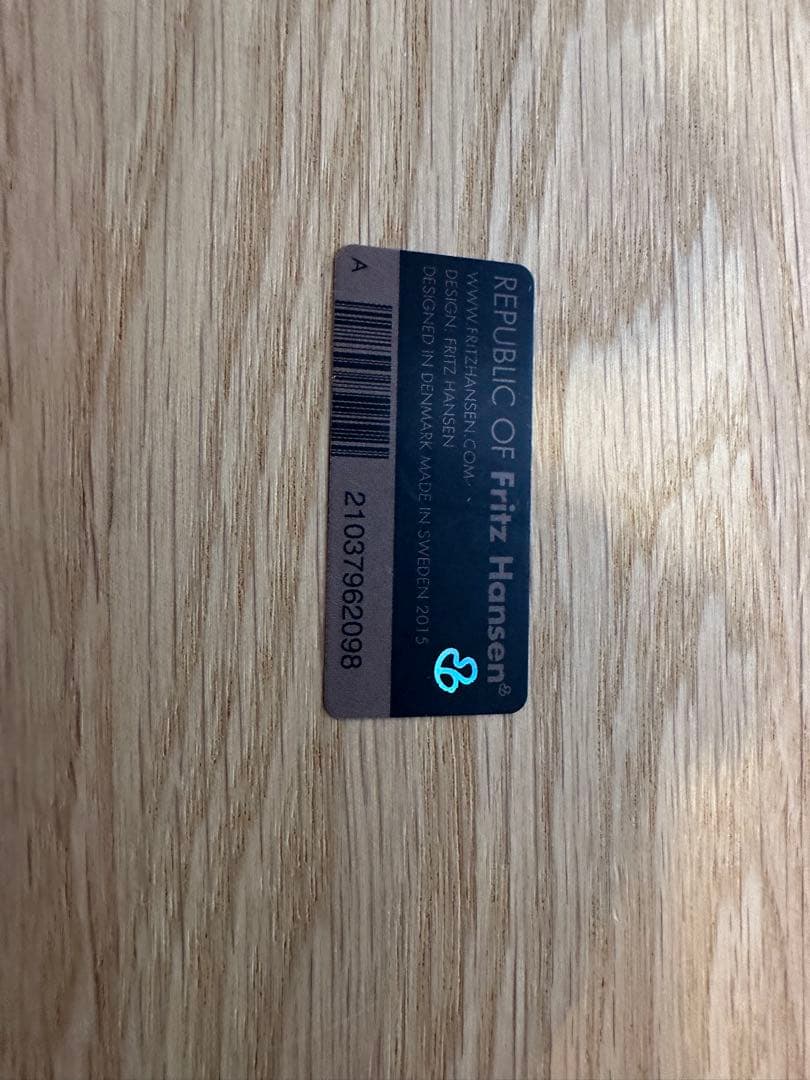 REPUBLIC OF Fritz Hansen®
WWW.FRITZHANSEN.COM
DESIGN: FRITZ HANSEN
DESIGNED IN DENMARK MADE IN SWEDEN 2015
A
21037962098